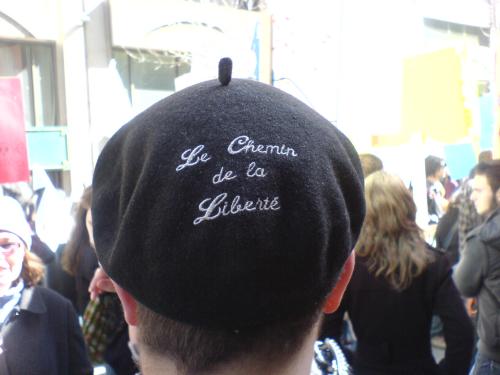 Le Chemin
de la
Liberté